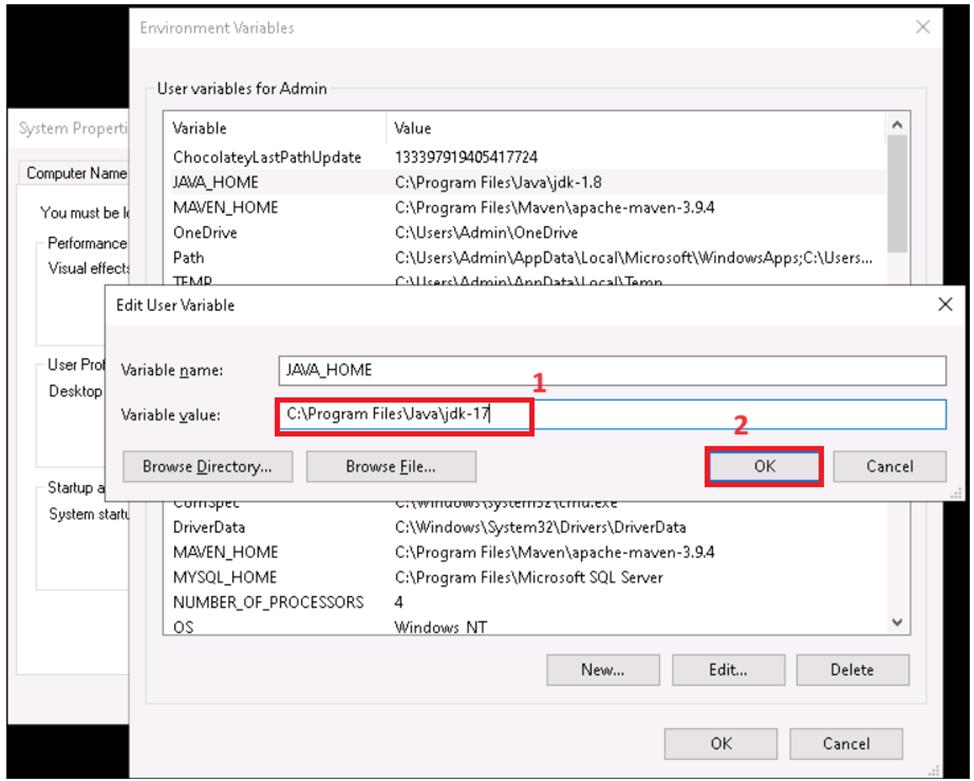 Environment Variables
User variables for Admin
System Properti
Variable Value
ChocolateyLastPathUpdate 133397919405417724
Computer Name
JAVA_HOME C:\Program Files\Java\jdk-1.8
You must be lo
MAVEN_HOME C:\Program Files\Maven\apache-maven-3.9.4
OneDrive C:\Users\Admin\OneDrive
Performance
Path C:\Users\Admin\AppData\Local\Microsoft\WindowsApps;C:\Users...
Visual effects
TEMP C:\Users\Admin\AppData\Local\Temp
Edit User Variable
User Prof
Variable name: JAVA_HOME
Desktop
1
Variable value: C:\Program Files\Java\jdk-17
2
Browse Directory... Browse File... OK Cancel
Startup a
ComSpec C:\Windows\system32\cmd.exe
System startu
DriverData C:\Windows\System32\Drivers\DriverData
MAVEN_HOME C:\Program Files\Maven\apache-maven-3.9.4
MYSQL_HOME C:\Program Files\Microsoft SQL Server
NUMBER_OF_PROCESSORS 4
OS Windows_NT
New... Edit... Delete
OK Cancel